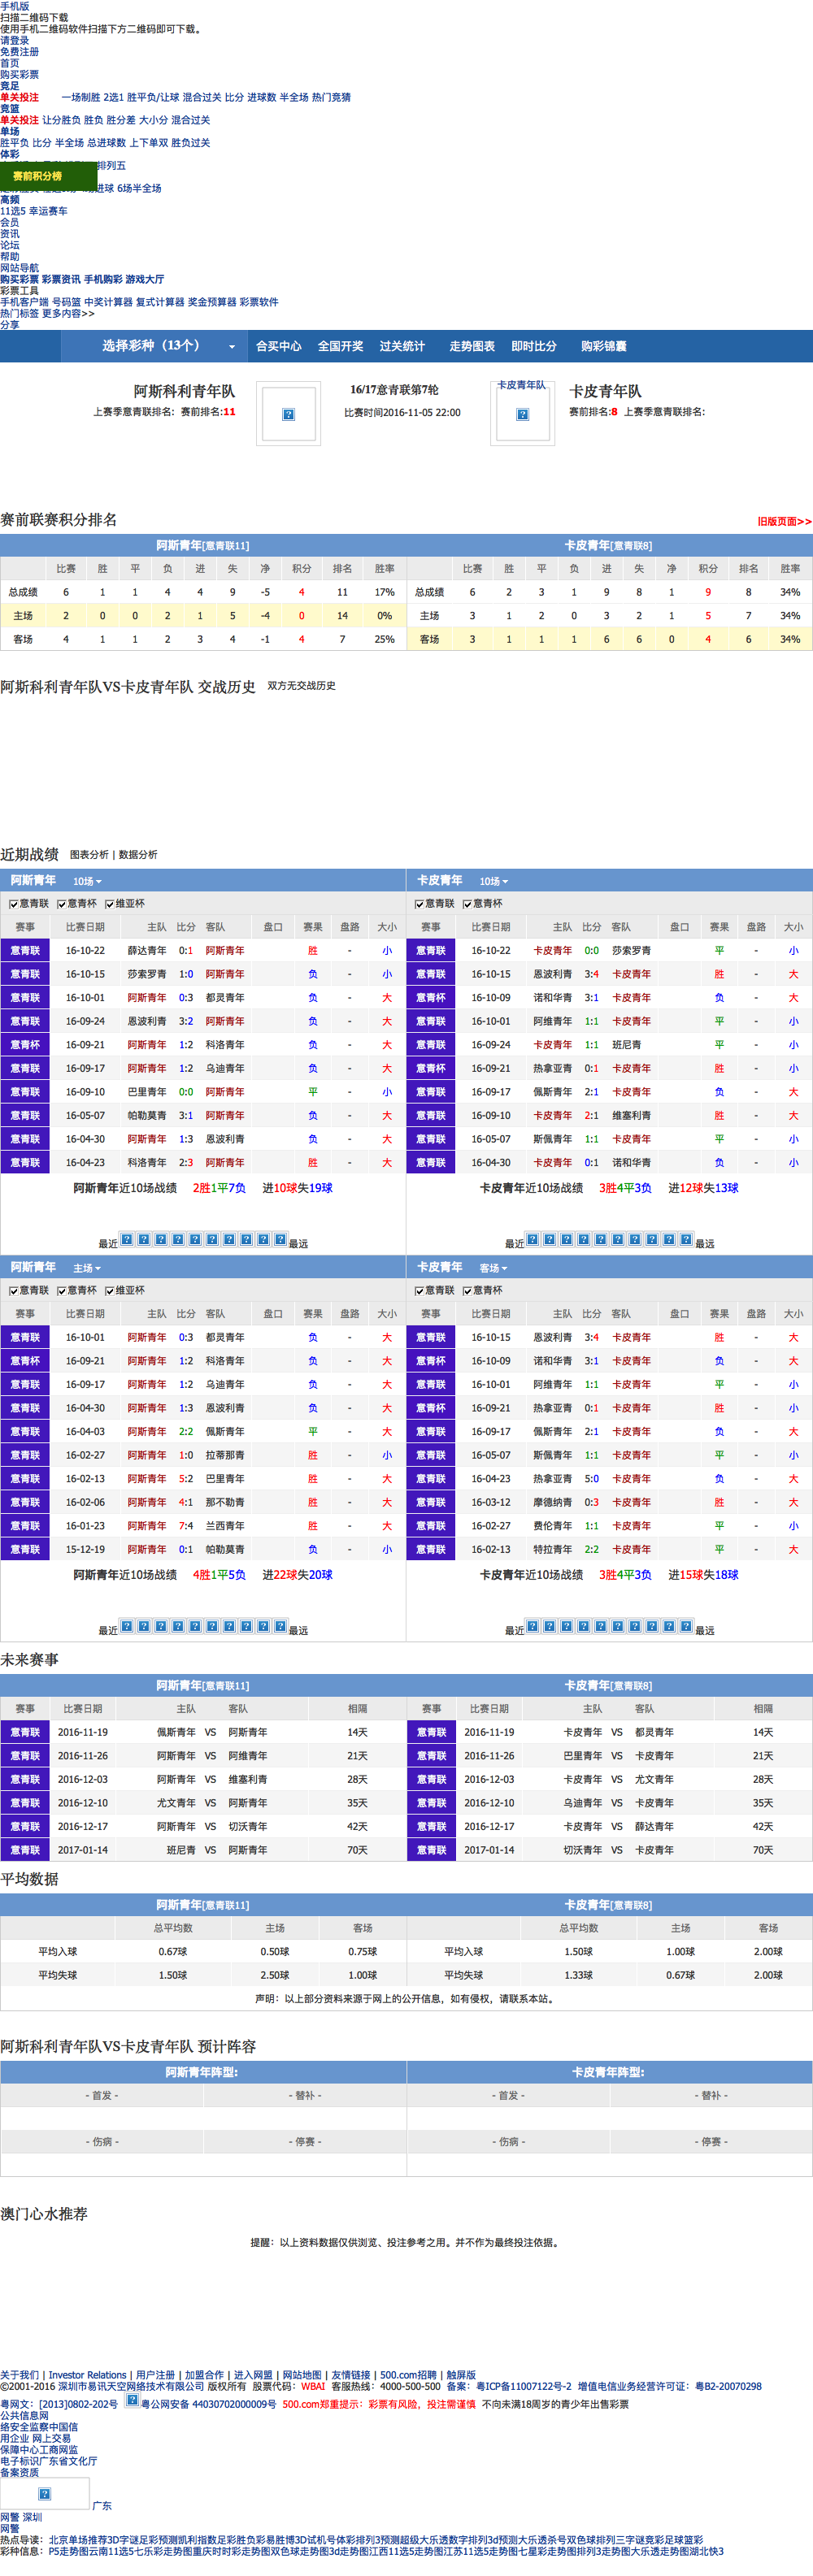 手机版
扫描二维码下载
使用手机二维码软件扫描下方二维码即可下载。
请登录
免费注册
首页
购买彩票
竞足
单关投注 一场制胜 2选1 胜平负/让球 混合过关 比分 进球数 半全场 热门竞猜
竞篮
单关投注 让分胜负 胜负 胜分差 大小分 混合过关
单场
胜平负 比分 半全场 总进球数 上下单双 胜负过关
体彩
排列五
赛前积分榜
进球 6场半全场
高频
11选5 幸运赛车
会员
资讯
论坛
帮助
网站导航
购买彩票 彩票资讯 手机购彩 游戏大厅
彩票工具
手机客户端 号码篮 中奖计算器 复式计算器 奖金预算器 彩票软件
热门标签 更多内容>>
分享
选择彩种（13个） 合买中心 全国开奖 过关统计 走势图表 即时比分 购彩锦囊
阿斯科利青年队 16/17意青联第7轮 卡皮青年队 卡皮青年队
上赛季意青联排名: 赛前排名:11 比赛时间2016-11-05 22:00 赛前排名:8 上赛季意青联排名:
赛前联赛积分排名 旧版页面>>
阿斯青年[意青联11] 卡皮青年[意青联8]
比赛 胜 平 负 进 失 净 积分 排名 胜率 比赛 胜 平 负 进 失 净 积分 排名 胜率
总成绩 6 1 1 4 4 9 -5 4 11 17% 总成绩 6 2 3 1 9 8 1 9 8 34%
主场 2 0 0 2 1 5 -4 0 14 0% 主场 3 1 2 0 3 2 1 5 7 34%
客场 4 1 1 2 3 4 -1 4 7 25% 客场 3 1 1 1 6 6 0 4 6 34%
阿斯科利青年队VS卡皮青年队 交战历史 双方无交战历史
近期战绩 图表分析 | 数据分析
阿斯青年 10场 卡皮青年 10场
意青联 意青杯 维亚杯 意青联 意青杯
赛事 比赛日期 主队 比分 客队 盘口 赛果 盘路 大小 赛事 比赛日期 主队 比分 客队 盘口 赛果 盘路 大小
意青联 16-10-22 薛达青年 0:1 阿斯青年 胜 - 小 意青联 16-10-22 卡皮青年 0:0 莎索罗青 平 - 小
意青联 16-10-15 莎索罗青 1:0 阿斯青年 负 - 小 意青联 16-10-15 恩波利青 3:4 卡皮青年 胜 - 大
意青联 16-10-01 阿斯青年 0:3 都灵青年 负 - 大 意青杯 16-10-09 诺和华青 3:1 卡皮青年 负 - 大
意青联 16-09-24 恩波利青 3:2 阿斯青年 负 - 大 意青联 16-10-01 阿维青年 1:1 卡皮青年 平 - 小
意青杯 16-09-21 阿斯青年 1:2 科洛青年 负 - 大 意青联 16-09-24 卡皮青年 1:1 班尼青 平 - 小
意青联 16-09-17 阿斯青年 1:2 乌迪青年 负 - 大 意青杯 16-09-21 热拿亚青 0:1 卡皮青年 胜 - 小
意青联 16-09-10 巴里青年 0:0 阿斯青年 平 - 小 意青联 16-09-17 佩斯青年 2:1 卡皮青年 负 - 大
意青联 16-05-07 帕勒莫青 3:1 阿斯青年 负 - 大 意青联 16-09-10 卡皮青年 2:1 维塞利青 胜 - 大
意青联 16-04-30 阿斯青年 1:3 恩波利青 负 - 大 意青联 16-05-07 斯佩青年 1:1 卡皮青年 平 - 小
意青联 16-04-23 科洛青年 2:3 阿斯青年 胜 - 大 意青联 16-04-30 卡皮青年 0:1 诺和华青 负 - 小
阿斯青年近10场战绩 2胜1平7负 进10球失19球 卡皮青年近10场战绩 3胜4平3负 进12球失13球
最近 最远 最近 最远
阿斯青年 主场 卡皮青年 客场
意青联 意青杯 维亚杯 意青联 意青杯
赛事 比赛日期 主队 比分 客队 盘口 赛果 盘路 大小 赛事 比赛日期 主队 比分 客队 盘口 赛果 盘路 大小
意青联 16-10-01 阿斯青年 0:3 都灵青年 负 - 大 意青联 16-10-15 恩波利青 3:4 卡皮青年 胜 - 大
意青杯 16-09-21 阿斯青年 1:2 科洛青年 负 - 大 意青杯 16-10-09 诺和华青 3:1 卡皮青年 负 - 大
意青联 16-09-17 阿斯青年 1:2 乌迪青年 负 - 大 意青联 16-10-01 阿维青年 1:1 卡皮青年 平 - 小
意青联 16-04-30 阿斯青年 1:3 恩波利青 负 - 大 意青杯 16-09-21 热拿亚青 0:1 卡皮青年 胜 - 小
意青联 16-04-03 阿斯青年 2:2 佩斯青年 平 - 大 意青联 16-09-17 佩斯青年 2:1 卡皮青年 负 - 大
意青联 16-02-27 阿斯青年 1:0 拉蒂那青 胜 - 小 意青联 16-05-07 斯佩青年 1:1 卡皮青年 平 - 小
意青联 16-02-13 阿斯青年 5:2 巴里青年 胜 - 大 意青联 16-04-23 热拿亚青 5:0 卡皮青年 负 - 大
意青联 16-02-06 阿斯青年 4:1 那不勒青 胜 - 大 意青联 16-03-12 摩德纳青 0:3 卡皮青年 胜 - 大
意青联 16-01-23 阿斯青年 7:4 兰西青年 胜 - 大 意青联 16-02-27 费伦青年 1:1 卡皮青年 平 - 小
意青联 15-12-19 阿斯青年 0:1 帕勒莫青 负 - 小 意青联 16-02-13 特拉青年 2:2 卡皮青年 平 - 大
阿斯青年近10场战绩 4胜1平5负 进22球失20球 卡皮青年近10场战绩 3胜4平3负 进15球失18球
最近 最远 最近 最远
未来赛事
阿斯青年[意青联11] 卡皮青年[意青联8]
赛事 比赛日期 主队 客队 相隔 赛事 比赛日期 主队 客队 相隔
意青联 2016-11-19 佩斯青年 VS 阿斯青年 14天 意青联 2016-11-19 卡皮青年 VS 都灵青年 14天
意青联 2016-11-26 阿斯青年 VS 阿维青年 21天 意青联 2016-11-26 巴里青年 VS 卡皮青年 21天
意青联 2016-12-03 阿斯青年 VS 维塞利青 28天 意青联 2016-12-03 卡皮青年 VS 尤文青年 28天
意青联 2016-12-10 尤文青年 VS 阿斯青年 35天 意青联 2016-12-10 乌迪青年 VS 卡皮青年 35天
意青联 2016-12-17 阿斯青年 VS 切沃青年 42天 意青联 2016-12-17 卡皮青年 VS 薛达青年 42天
意青联 2017-01-14 班尼青 VS 阿斯青年 70天 意青联 2017-01-14 切沃青年 VS 卡皮青年 70天
平均数据
阿斯青年[意青联11] 卡皮青年[意青联8]
总平均数 主场 客场 总平均数 主场 客场
平均入球 0.67球 0.50球 0.75球 平均入球 1.50球 1.00球 2.00球
平均失球 1.50球 2.50球 1.00球 平均失球 1.33球 0.67球 2.00球
声明：以上部分资料来源于网上的公开信息，如有侵权，请联系本站。
阿斯科利青年队VS卡皮青年队 预计阵容
阿斯青年阵型: 卡皮青年阵型:
- 首发 - - 替补 - - 首发 - - 替补 -
- 伤病 - - 停赛 - - 伤病 - - 停赛 -
澳门心水推荐
提醒：以上资料数据仅供浏览、投注参考之用。并不作为最终投注依据。
关于我们 | Investor Relations | 用户注册 | 加盟合作 | 进入网盟 | 网站地图 | 友情链接 | 500.com招聘 | 触屏版
©2001-2016 深圳市易讯天空网络技术有限公司 版权所有 股票代码：WBAI 客服热线：4000-500-500 备案：粤ICP备11007122号-2 增值电信业务经营许可证：粤B2-20070298
粤网文：[2013]0802-202号 粤公网安备 44030702000009号 500.com郑重提示：彩票有风险，投注需谨慎 不向未满18周岁的青少年出售彩票
公共信息网
络安全监察中国信
用企业 网上交易
保障中心工商网监
电子标识广东省文化厅
备案资质
广东
网警 深圳
网警
热点导读：北京单场推荐3D字谜足彩预测凯利指数足彩胜负彩易胜博3D试机号体彩排列3预测超级大乐透数字排列3d预测大乐透杀号双色球排列三字谜竞彩足球篮彩
彩种信息：P5走势图云南11选5七乐彩走势图重庆时时彩走势图双色球走势图3d走势图江西11选5走势图江苏11选5走势图七星彩走势图排列3走势图大乐透走势图湖北快3